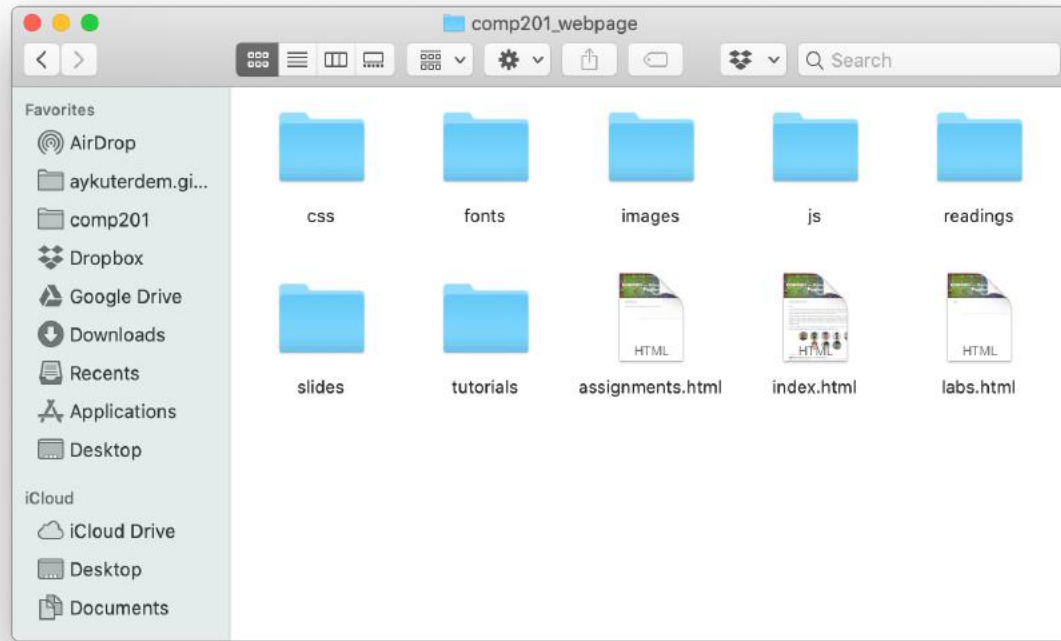 comp201_webpage
Search
Favorites
AirDrop
aykuterdem.gi...
comp201
Dropbox
Google Drive
Downloads
Recents
Applications
Desktop
iCloud
iCloud Drive
Desktop
Documents
css
fonts
images
js
readings
slides
tutorials
HTML
assignments.html
HTML
index.html
HTML
labs.html